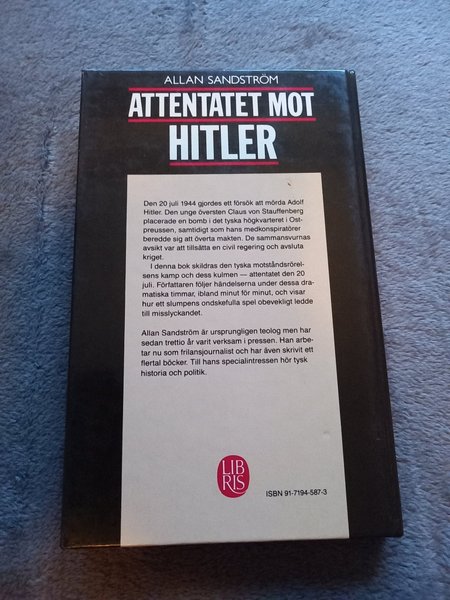 ALLAN SANDSTRÖM
ATTENTATET MOT
HITLER
Den 20 juli 1944 gjordes ett försök att mörda Adolf
Hitler. Den unge översten Claus von Stauffenberg
placerade en bomb i det tyska högkvarteret i Ost-
preussen, samtidigt som hans medkonspiratörer
beredde sig att överta makten. De sammansvurnas
avsikt var att tillsätta en civil regering och avsluta
kriget.
I denna bok skildras den tyska motståndsrörel-
sens kamp och dess kulmen — attentatet den 20
juli. Författaren följer händelserna under dessa dra-
matiska timmar, ibland minut för minut, och visar
hur ett slumpens ondskefulla spel obevekligt ledde
till misslyckandet.
Allan Sandström är ursprungligen teolog men har
sedan trettio år varit verksam i pressen. Han arbe-
tar nu som frilansjournalist och har även skrivit ett
flertal böcker. Till hans specialintressen hör tysk
historia och politik.
LIB
RIS
ISBN 91-7194-587-3